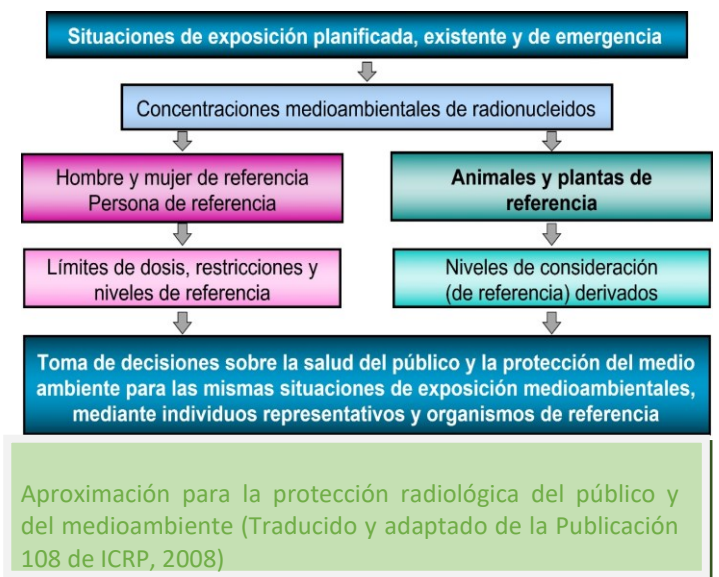 Situaciones de exposición planificada, existente y de emergencia
Concentraciones medioambientales de radionucleidos
Hombre y mujer de referencia
Persona de referencia
Animales y plantas de
referencia
Límites de dosis, restricciones y
niveles de referencia
Niveles de consideración
(de referencia) derivados
Toma de decisiones sobre la salud del público y la protección del medio
ambiente para las mismas situaciones de exposición medioambientales,
mediante individuos representativos y organismos de referencia
Aproximación para la protección radiológica del público y
del medioambiente (Traducido y adaptado de la Publicación
108 de ICRP, 2008)